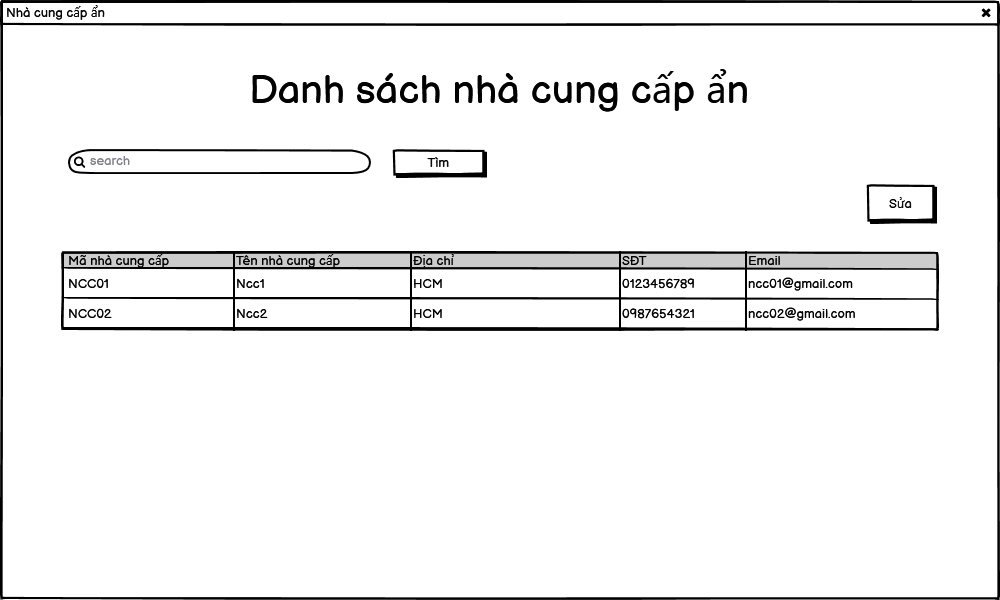 Nhà cung cấp ẩn
Danh sách nhà cung cấp ẩn
search
Tìm
Sửa
Mã nhà cung cấp Tên nhà cung cấp Địa chỉ SĐT Email
NCC01 Ncc1 HCM 0123456789 ncc01@gmail.com
NCC02 Ncc2 HCM 0987654321 ncc02@gmail.com